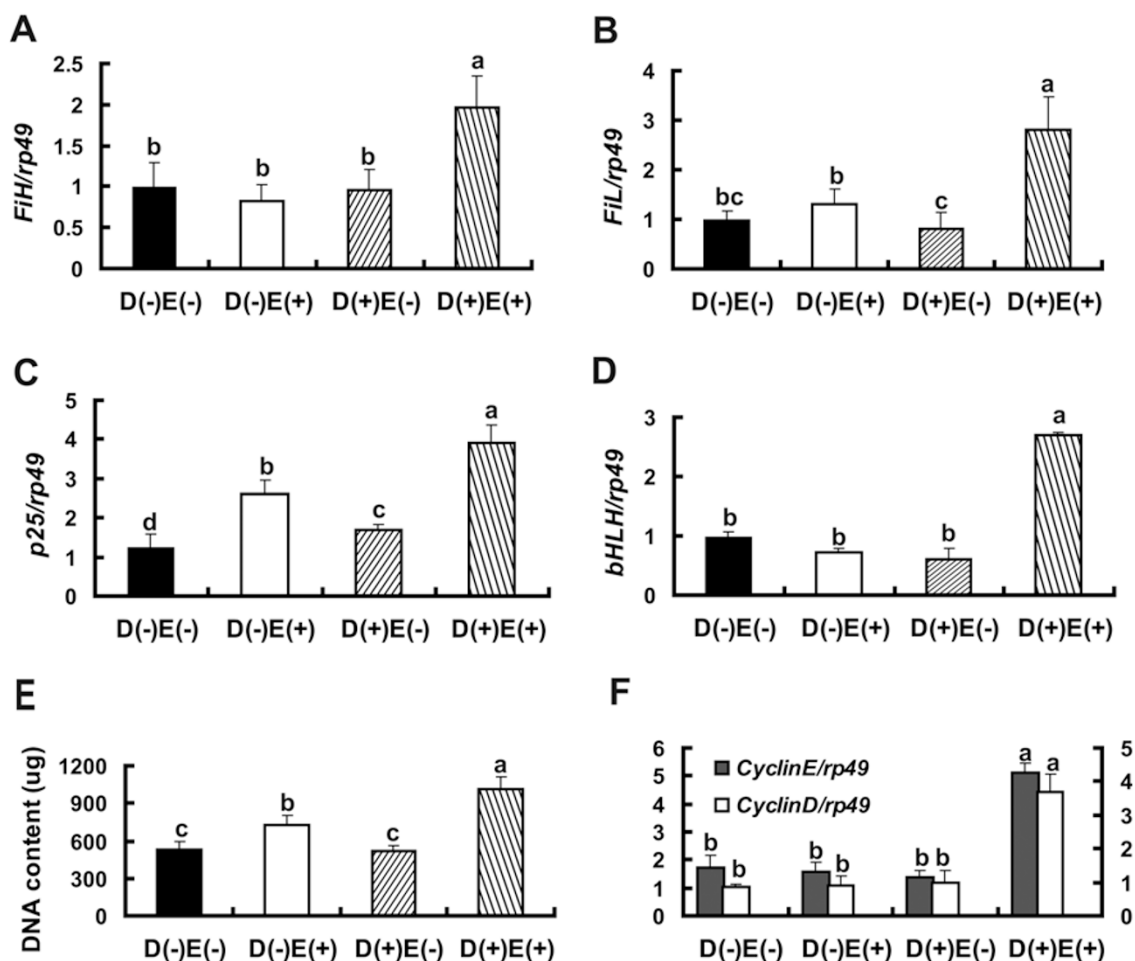 A
FiH/rp49
2.5
2
1.5
1
0.5
0
b
b
b
a
D(-)E(-) D(-)E(+) D(+)E(-) D(+)E(+)
B
FiL/rp49
4
3
2
1
0
bc
b
c
a
D(-)E(-) D(-)E(+) D(+)E(-) D(+)E(+)
C
p25/rp49
5
4
3
2
1
0
d
b
c
a
D(-)E(-) D(-)E(+) D(+)E(-) D(+)E(+)
D
bHLH/rp49
3
2
1
0
b
b
b
a
D(-)E(-) D(-)E(+) D(+)E(-) D(+)E(+)
E
DNA content (ug)
1200
900
600
300
0
c
b
c
a
D(-)E(-) D(-)E(+) D(+)E(-) D(+)E(+)
F
6
5
4
3
2
1
0
CyclinE/rp49
CyclinD/rp49
b b
b b
b b
a a
5
4
3
2
1
0
D(-)E(-) D(-)E(+) D(+)E(-) D(+)E(+)